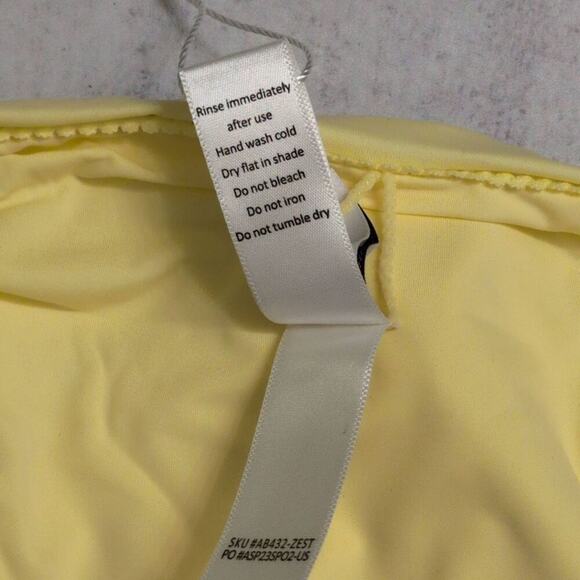 Rinse immediately
after use
Hand wash cold
Dry flat in shade
Do not bleach
Do not iron
Do not tumble dry
SKU #AB432-ZEST
PO #ASP23SPO2-US